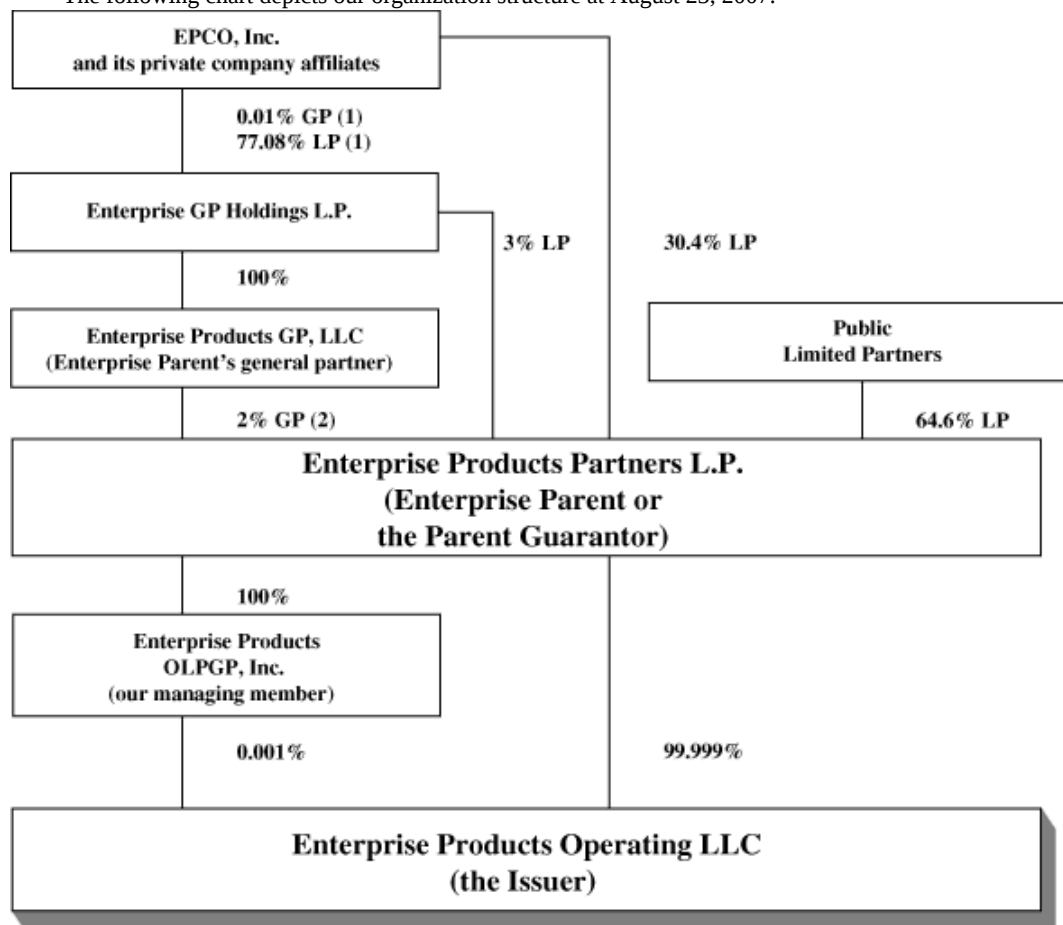 The following chart depicts our organization structure at August 23, 2007:
EPCO, Inc.
and its private company affiliates
0.01% GP (1)
77.08% LP (1)
Enterprise GP Holdings L.P.
3% LP
30.4% LP
100%
Enterprise Products GP, LLC
(Enterprise Parent's general partner)
Public
Limited Partners
2% GP (2)
64.6% LP
Enterprise Products Partners L.P.
(Enterprise Parent or
the Parent Guarantor)
100%
Enterprise Products
OLPGP, Inc.
(our managing member)
0.001%
99.999%
Enterprise Products Operating LLC
(the Issuer)